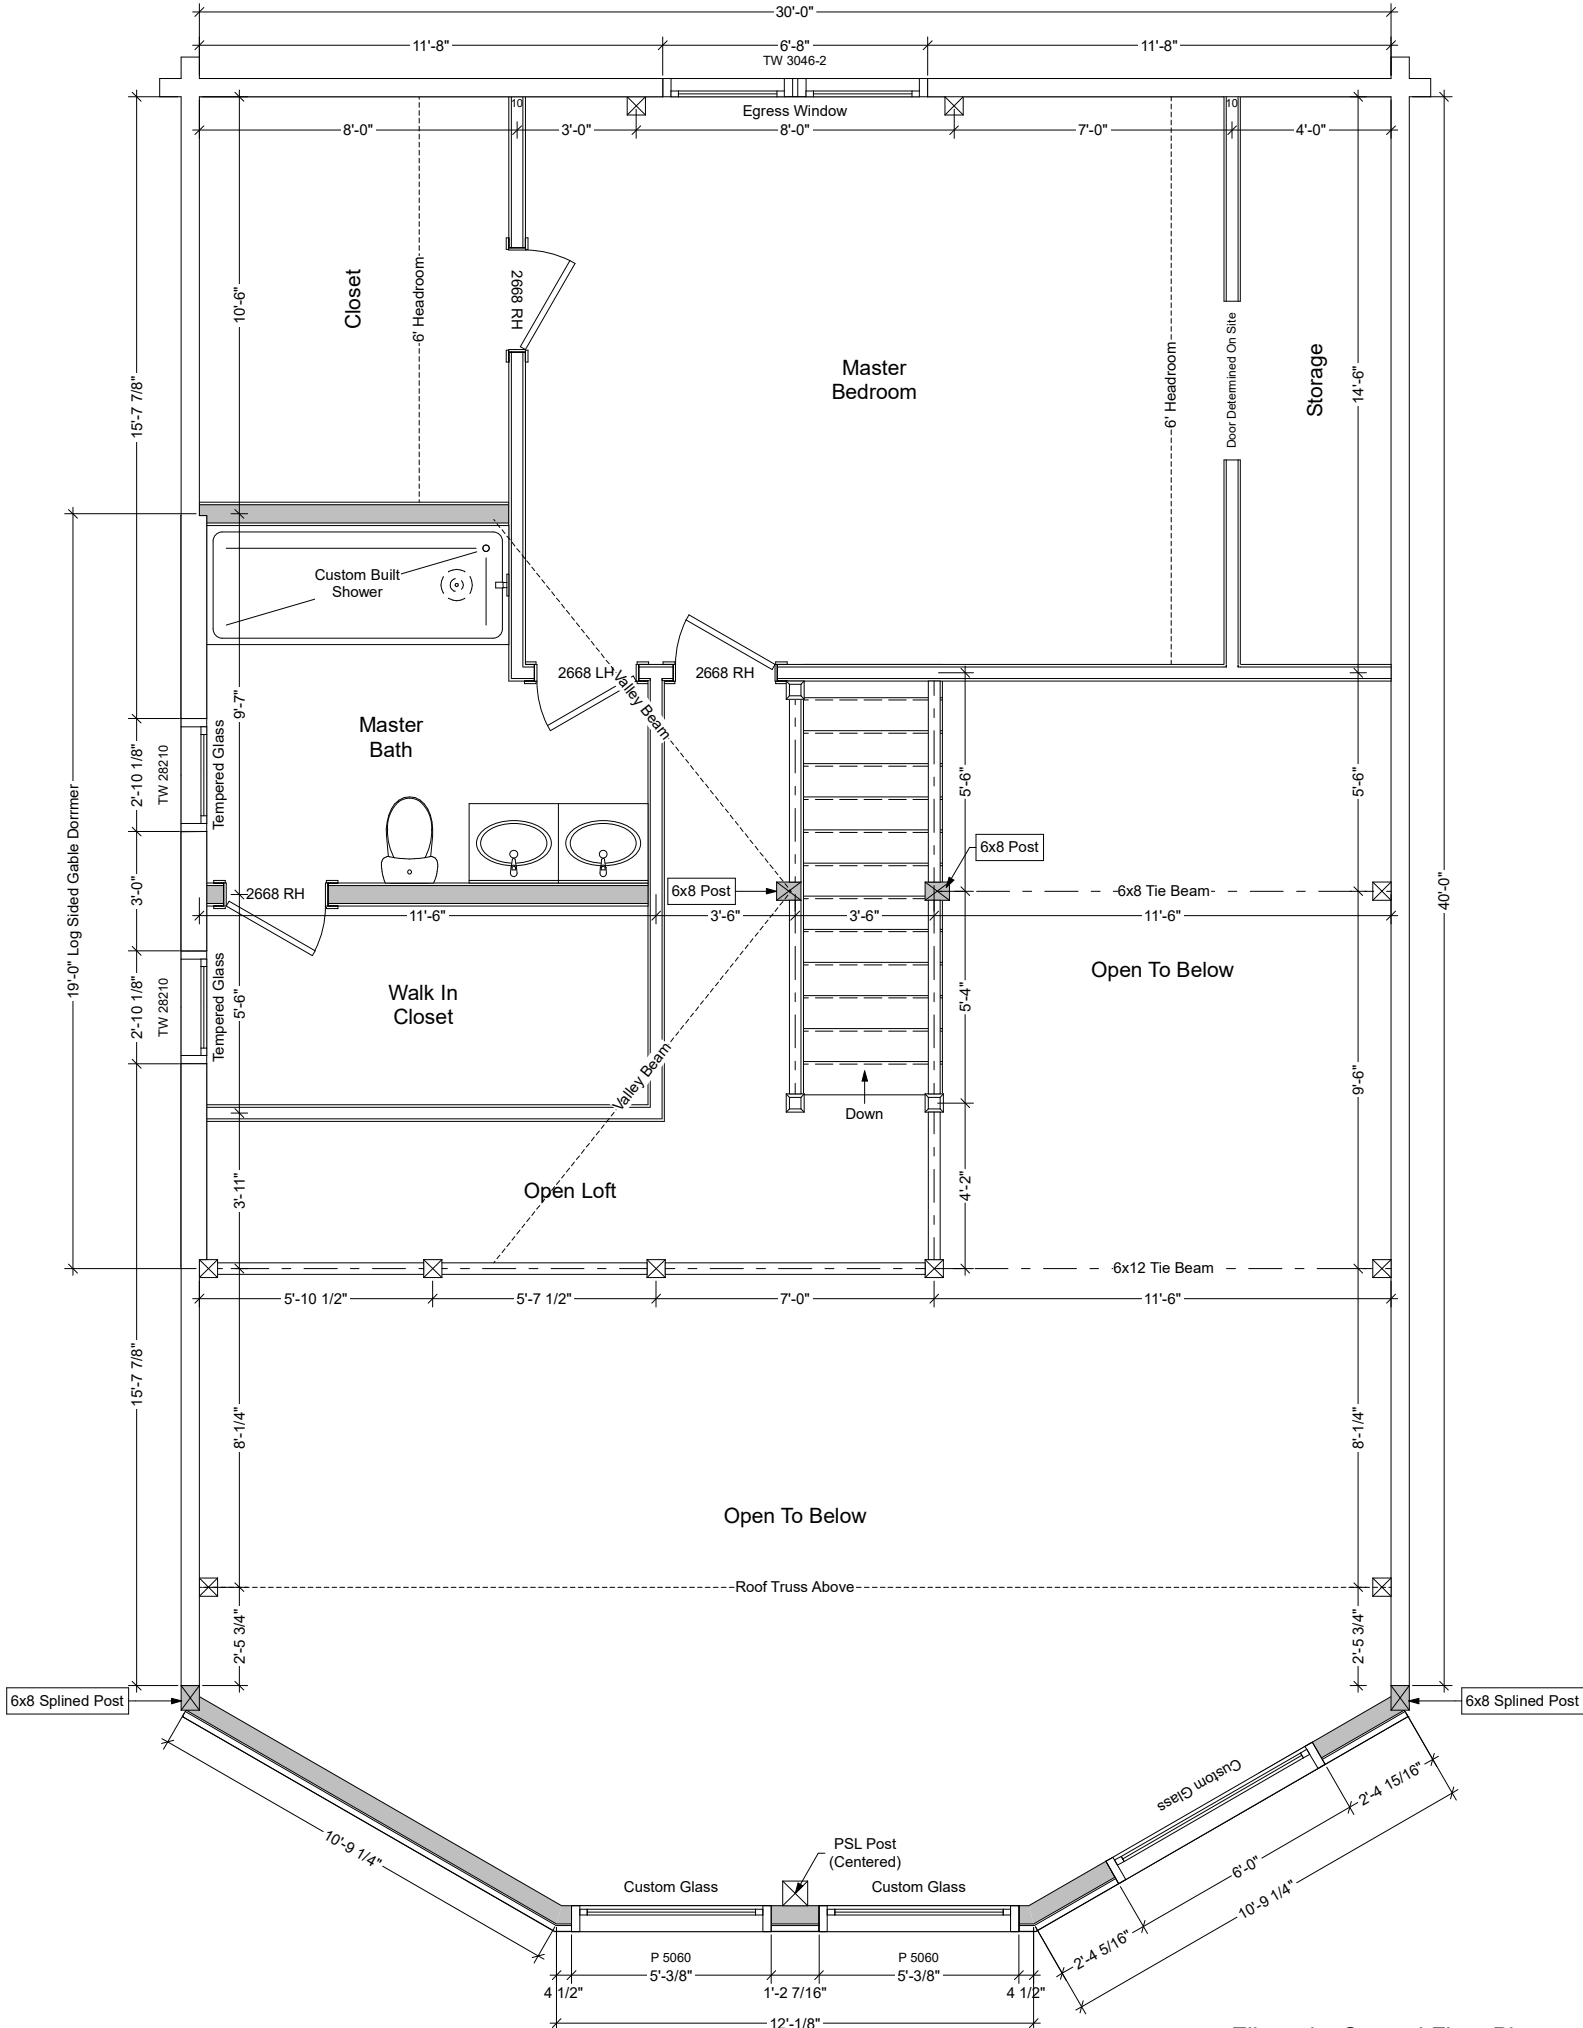 30'-0"
11'-8"
6'-8"
11'-8"
TW 3046-2
10
Egress Window
10
8'-0"
3'-0"
8'-0"
7'-0"
4'-0"
Closet
6' Headroom
2668 RH
10'-6"
15'-7 7/8"
Master
Bedroom
6' Headroom
Door Determined On Site
Storage
14'-6"
40'-0"
Custom Built
Shower
2668 LH
2668 RH
Valley Beam
Master
Bath
9'-7"
Tempered Glass
TW 28210
2'-10 1/8"
19'-0" Log Sided Gable Dorrmer
5'-6"
5'-6"
6x8 Post
6x8 Post
6x8 Tie Beam
3'-0"
2668 RH
11'-6"
3'-6"
3'-6"
11'-6"
Open To Below
Walk In
Closet
5'-6"
Tempered Glass
TW 28210
2'-10 1/8"
5'-4"
9'-6"
Valley Beam
Down
3'-11"
Open Loft
4'-2"
6x12 Tie Beam
5'-10 1/2"
5'-7 1/2"
7'-0"
11'-6"
15'-7 7/8"
8'-1/4"
8'-1/4"
Open To Below
Roof Truss Above
2'-5 3/4"
2'-5 3/4"
6x8 Splined Post
6x8 Splined Post
Custom Glass
2'-4 15/16"
10'-9 1/4"
PSL Post
(Centered)
6'-0"
Custom Glass
Custom Glass
10'-9 1/4"
2'-4 5/16"
P 5060
P 5060
5'-3/8"
5'-3/8"
4 1/2"
1'-2 7/16"
4 1/2"
12'-1/8"